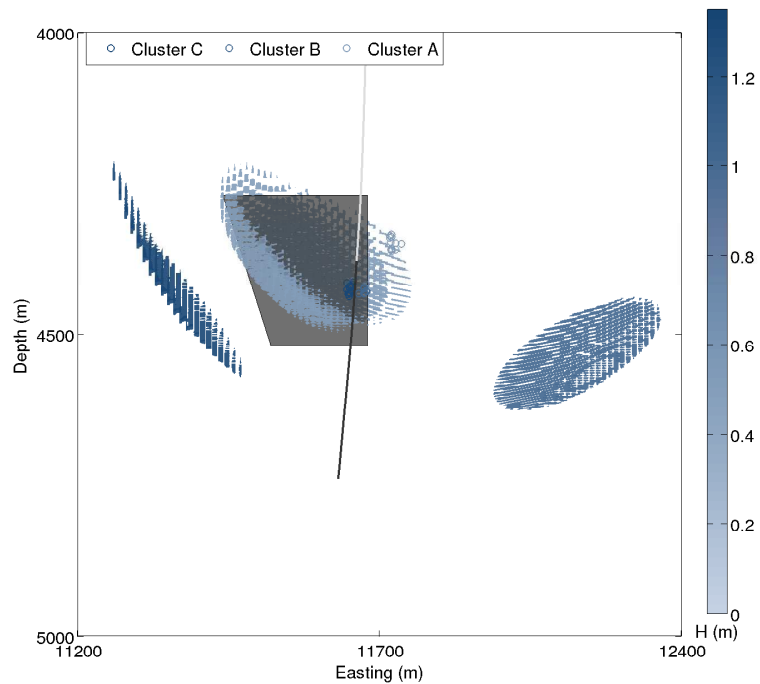 Cluster C Cluster B Cluster A
4000
4500
5000
Depth (m)
11200 11700 12400
Easting (m)
1.2
1
0.8
0.6
0.4
0.2
0
H (m)